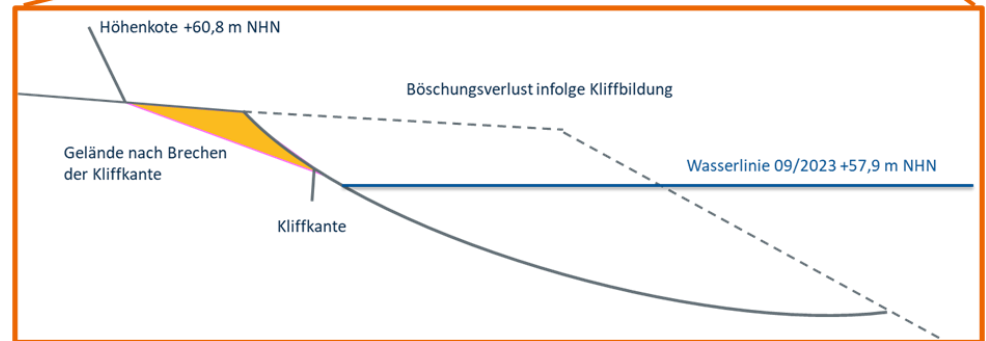 Höhenkote +60,8 m NHN
Böschungsverlust infolge Kliffbildung
Gelände nach Brechen
der Kliffkante
Wasserlinie 09/2023 +57,9 m NHN
Kliffkante